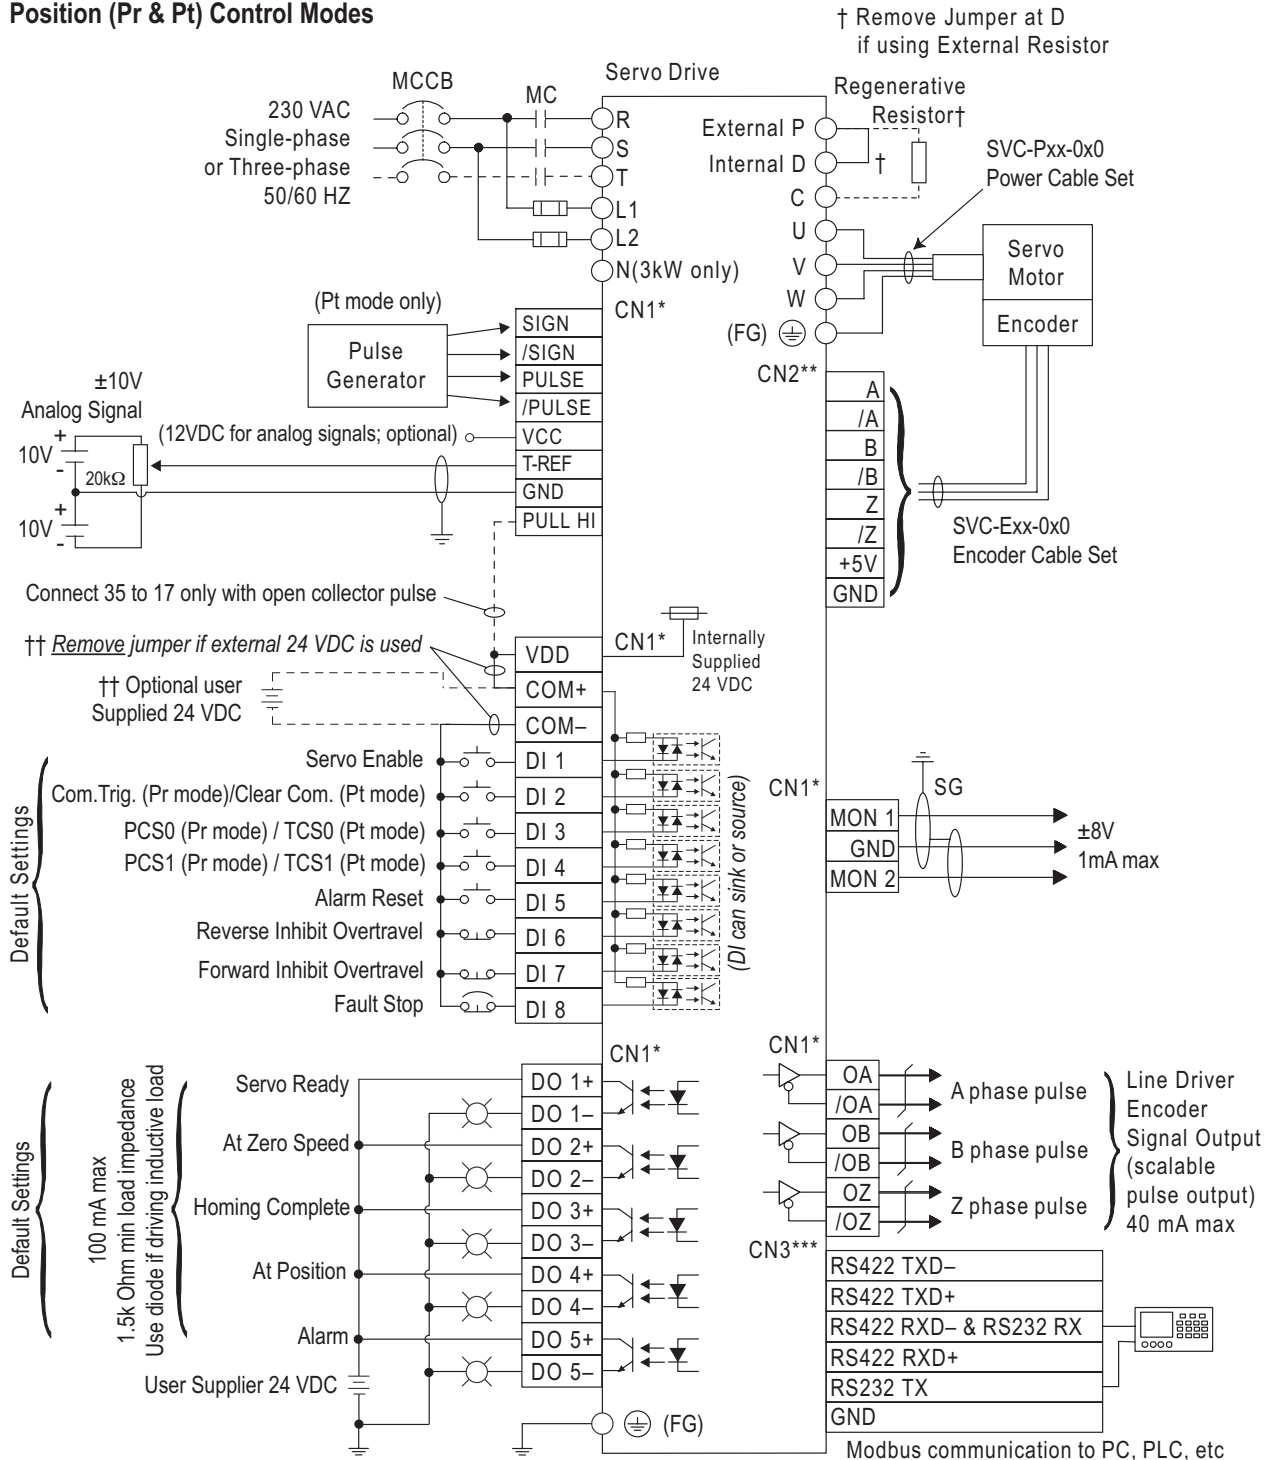 Position (Pr & Pt) Control Modes
† Remove Jumper at D
if using External Resistor
Servo Drive
MCCB
MC
230 VAC
Single-phase
or Three-phase
50/60 HZ
R
S
T
L1
L2
N(3kW only)
External P
Internal D
C
U
V
W
(FG)
Regenerative
Resistor†
†
SVC-Pxx-0x0
Power Cable Set
Servo
Motor
Encoder
(Pt mode only)
Pulse
Generator
CN1*
SIGN
/SIGN
PULSE
/PULSE
VCC
T-REF
GND
PULL HI
±10V
Analog Signal
(12VDC for analog signals; optional)
+
10V
-
20kΩ
+
10V
-
CN2**
A
/A
B
/B
Z
/Z
+5V
GND
SVC-Exx-0x0
Encoder Cable Set
Connect 35 to 17 only with open collector pulse
†† Remove jumper if external 24 VDC is used
†† Optional user
Supplied 24 VDC
CN1*
Internally
Supplied
24 VDC
VDD
COM+
COM–
DI 1
DI 2
DI 3
DI 4
DI 5
DI 6
DI 7
DI 8
Default Settings
Servo Enable
Com.Trig. (Pr mode)/Clear Com. (Pt mode)
PCS0 (Pr mode) / TCS0 (Pt mode)
PCS1 (Pr mode) / TCS1 (Pt mode)
Alarm Reset
Reverse Inhibit Overtravel
Forward Inhibit Overtravel
Fault Stop
(DI can sink or source)
CN1*
MON 1
GND
MON 2
SG
±8V
1mA max
CN1*
DO 1+
DO 1–
DO 2+
DO 2–
DO 3+
DO 3–
DO 4+
DO 4–
DO 5+
DO 5–
Default Settings
100 mA max
1.5k Ohm min load impedance
Use diode if driving inductive load
Servo Ready
At Zero Speed
Homing Complete
At Position
Alarm
User Supplier 24 VDC
(FG)
CN1*
OA
/OA
OB
/OB
OZ
/OZ
A phase pulse
B phase pulse
Z phase pulse
Line Driver
Encoder
Signal Output
(scalable
pulse output)
40 mA max
CN3***
RS422 TXD–
RS422 TXD+
RS422 RXD– & RS232 RX
RS422 RXD+
RS232 TX
GND
Modbus communication to PC, PLC, etc